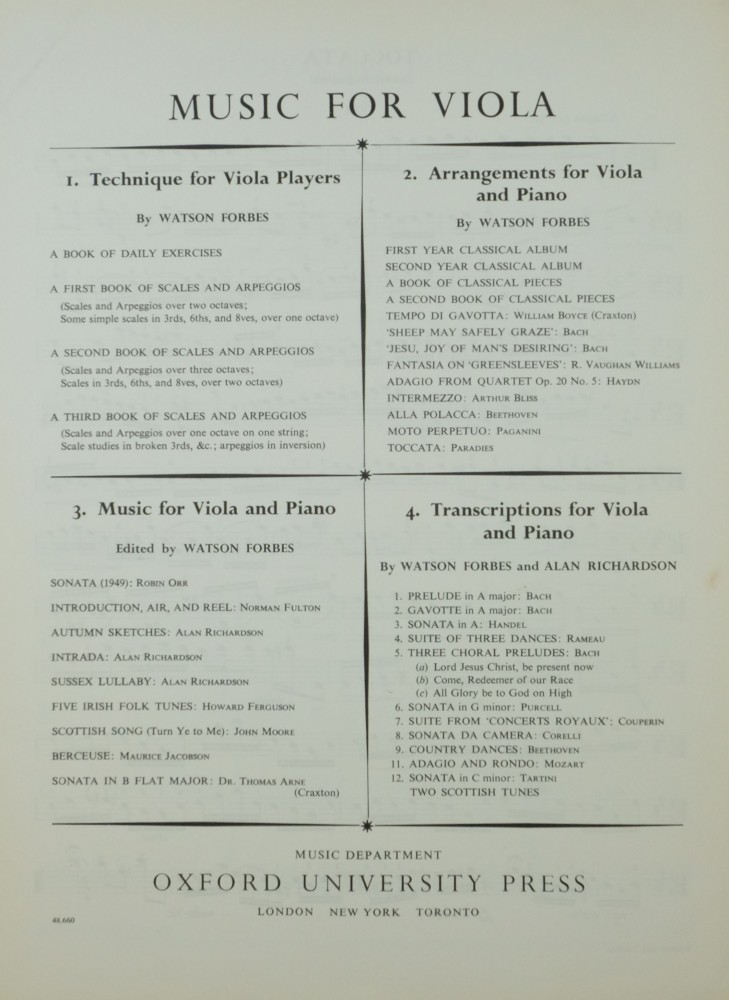 MUSIC FOR VIOLA
1. Technique for Viola Players
By WATSON FORBES
A BOOK OF DAILY EXERCISES
A FIRST BOOK OF SCALES AND ARPEGGIOS
(Scales and Arpeggios over two octaves;
Some simple scales in 3rds, 6ths, and 8ves, over one octave)
A SECOND BOOK OF SCALES AND ARPEGGIOS
(Scales and Arpeggios over three octaves;
Scales in 3rds, 6ths, and 8ves, over two octaves)
A THIRD BOOK OF SCALES AND ARPEGGIOS
(Scales and Arpeggios over one octave on one string;
Scale studies in broken 3rds, &c.; arpeggios in inversion)
2. Arrangements for Viola
and Piano
By WATSON FORBES
FIRST YEAR CLASSICAL ALBUM
SECOND YEAR CLASSICAL ALBUM
A BOOK OF CLASSICAL PIECES
A SECOND BOOK OF CLASSICAL PIECES
TEMPO DI GAVOTTA: WILLIAM BOYCE (Craxton)
'SHEEP MAY SAFELY GRAZE': BACH
'JESU, JOY OF MAN'S DESIRING': BACH
FANTASIA ON 'GREENSLEEVES': R. VAUGHAN WILLIAMS
ADAGIO FROM QUARTET Op. 20 No. 5: HAYDN
INTERMEZZO: ARTHUR BLISS
ALLA POLACCA: BEETHOVEN
MOTO PERPETUO: PAGANINI
TOCCATA: PARADIES
3. Music for Viola and Piano
Edited by WATSON FORBES
SONATA (1949): ROBIN ORR
INTRODUCTION, AIR, AND REEL: NORMAN FULTON
AUTUMN SKETCHES: ALAN RICHARDSON
INTRADA: ALAN RICHARDSON
SUSSEX LULLABY: ALAN RICHARDSON
FIVE IRISH FOLK TUNES: HOWARD FERGUSON
SCOTTISH SONG (Turn Ye to Me): JOHN MOORE
BERCEUSE: MAURICE JACOBSON
SONATA IN B FLAT MAJOR: DR. THOMAS ARNE
(Craxton)
4. Transcriptions for Viola
and Piano
By WATSON FORBES and ALAN RICHARDSON
1. PRELUDE in A major: BACH
2. GAVOTTE in A major: BACH
3. SONATA in A: HANDEL
4. SUITE OF THREE DANCES: RAMEAU
5. THREE CHORAL PRELUDES: BACH
(a) Lord Jesus Christ, be present now
(b) Come, Redeemer of our Race
(c) All Glory be to God on High
6. SONATA in G minor: PURCELL
7. SUITE FROM 'CONCERTS ROYAUX': COUPERIN
8. SONATA DA CAMERA: CORELLI
9. COUNTRY DANCES: BEETHOVEN
11. ADAGIO AND RONDO: MOZART
12. SONATA in C minor: TARTINI
TWO SCOTTISH TUNES
MUSIC DEPARTMENT
OXFORD UNIVERSITY PRESS
LONDON NEW YORK TORONTO
48.660